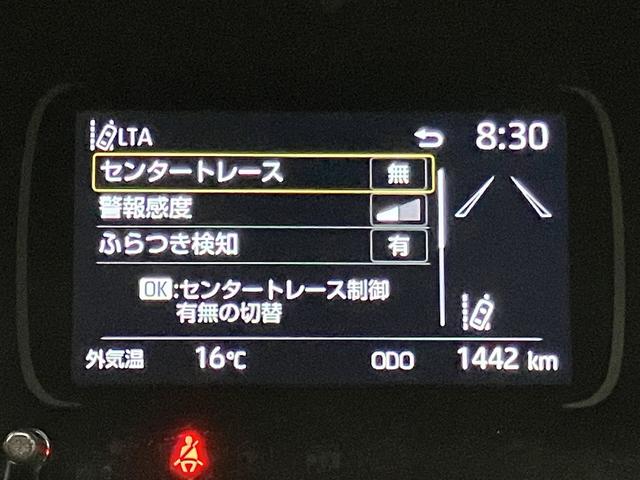 LTA 8:30
センタートレース 無
警報感度
ふらつき検知 有
OK:センタートレース制御
有無の切替
外気温 16℃ ODO 1442 km